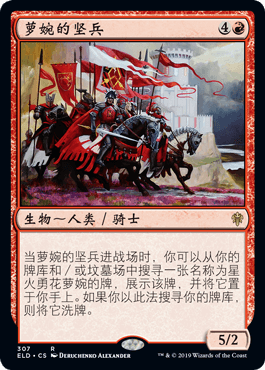 萝婉的坚兵 4
生物～人类／骑士
当萝婉的坚兵进战场时，你可以从你的
牌库和／或坟墓场中搜寻一张名称为星
火勇花萝婉的牌，展示该牌，并将它置
于你手上。如果你以此法搜寻你的牌库，
则将它洗牌。
5/2
307 R
ELD • CS DERUCHENKO ALEXANDER
™ & © 2019 Wizards of the Coast